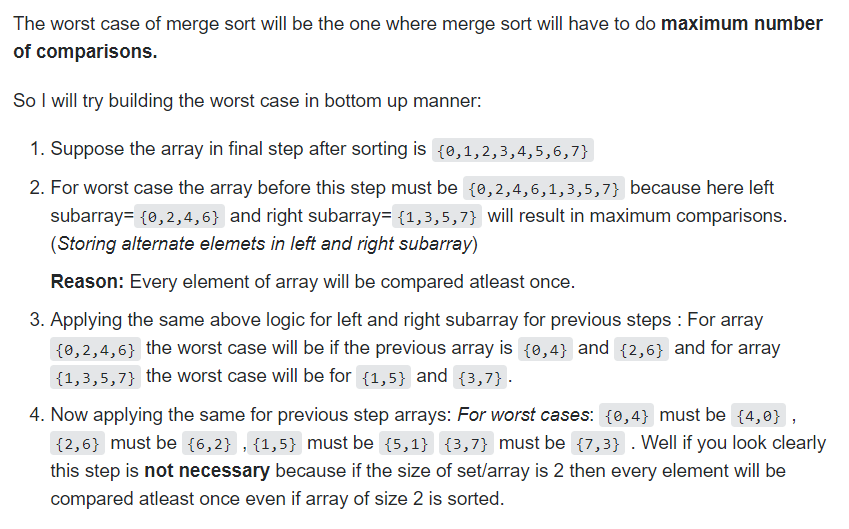 The worst case of merge sort will be the one where merge sort will have to do maximum number
of comparisons.
So I will try building the worst case in bottom up manner:
1. Suppose the array in final step after sorting is {0,1,2,3,4,5,6,7}
2. For worst case the array before this step must be {0,2,4,6,1,3,5,7} because here left
subarray= {0,2,4,6} and right subarray= {1,3,5,7} will result in maximum comparisons.
(Storing alternate elemets in left and right subarray)
Reason: Every element of array will be compared atleast once.
3. Applying the same above logic for left and right subarray for previous steps : For array
{0,2,4,6} the worst case will be if the previous array is {0,4} and {2,6} and for array
{1,3,5,7} the worst case will be for {1,5} and {3,7} .
4. Now applying the same for previous step arrays: For worst cases: {0,4} must be {4,0} ,
{2,6} must be {6,2} , {1,5} must be {5,1} {3,7} must be {7,3} . Well if you look clearly
this step is not necessary because if the size of set/array is 2 then every element will be
compared atleast once even if array of size 2 is sorted.